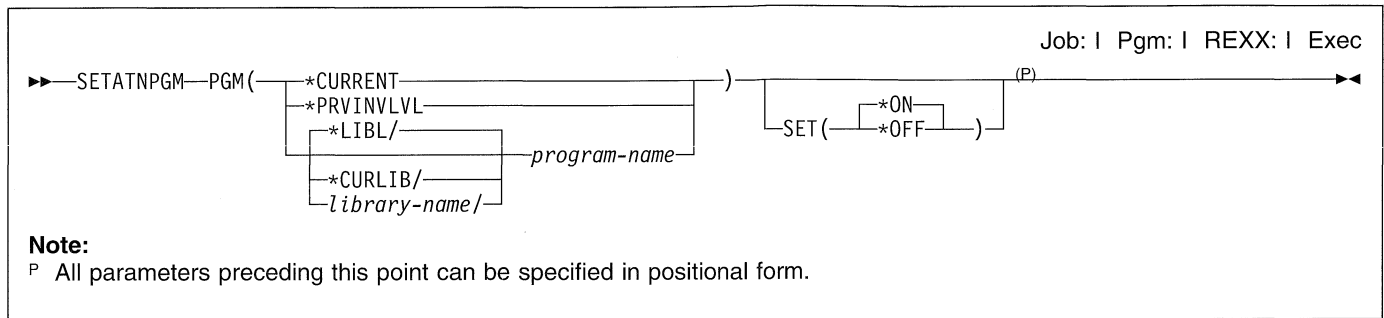 Job: I Pgm: I REXX: I Exec
SETATNPGM PGM( *CURRENT ) (P)
*PRVINVLVL
*ON
*LIBL/
SET( *OFF )
program-name
*CURLIB/
library-name/
Note:
P All parameters preceding this point can be specified in positional form.